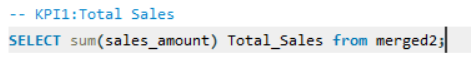 -- KPI1:Total Sales
SELECT sum(sales_amount) Total_Sales from merged2;